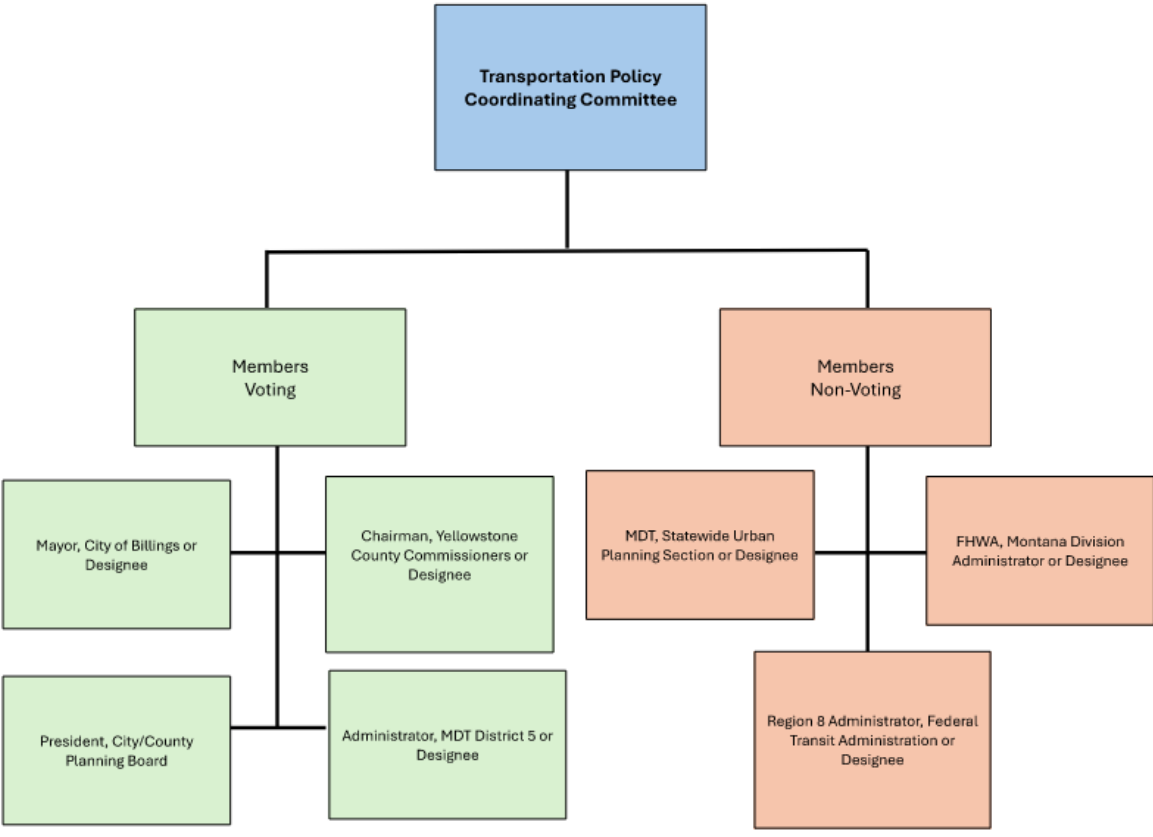 Transportation Policy
Coordinating Committee
Members
Voting
Members
Non-Voting
Mayor, City of Billings or
Designee
Chairman, Yellowstone
County Commissioners or
Designee
MDT, Statewide Urban
Planning Section or Designee
FHWA, Montana Division
Administrator or Designee
President, City/County
Planning Board
Administrator, MDT District 5 or
Designee
Region 8 Administrator, Federal
Transit Administration or
Designee